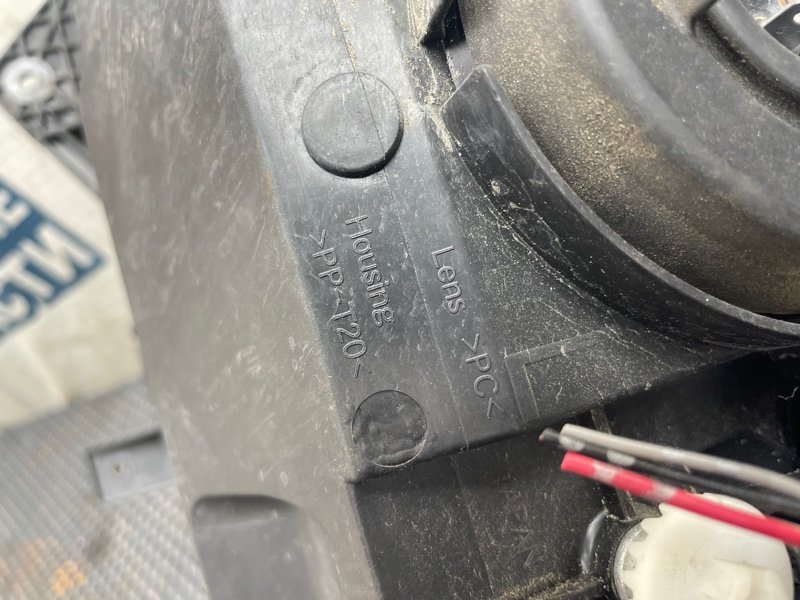 Lens >PC<
Housing
>PP-T20<
L